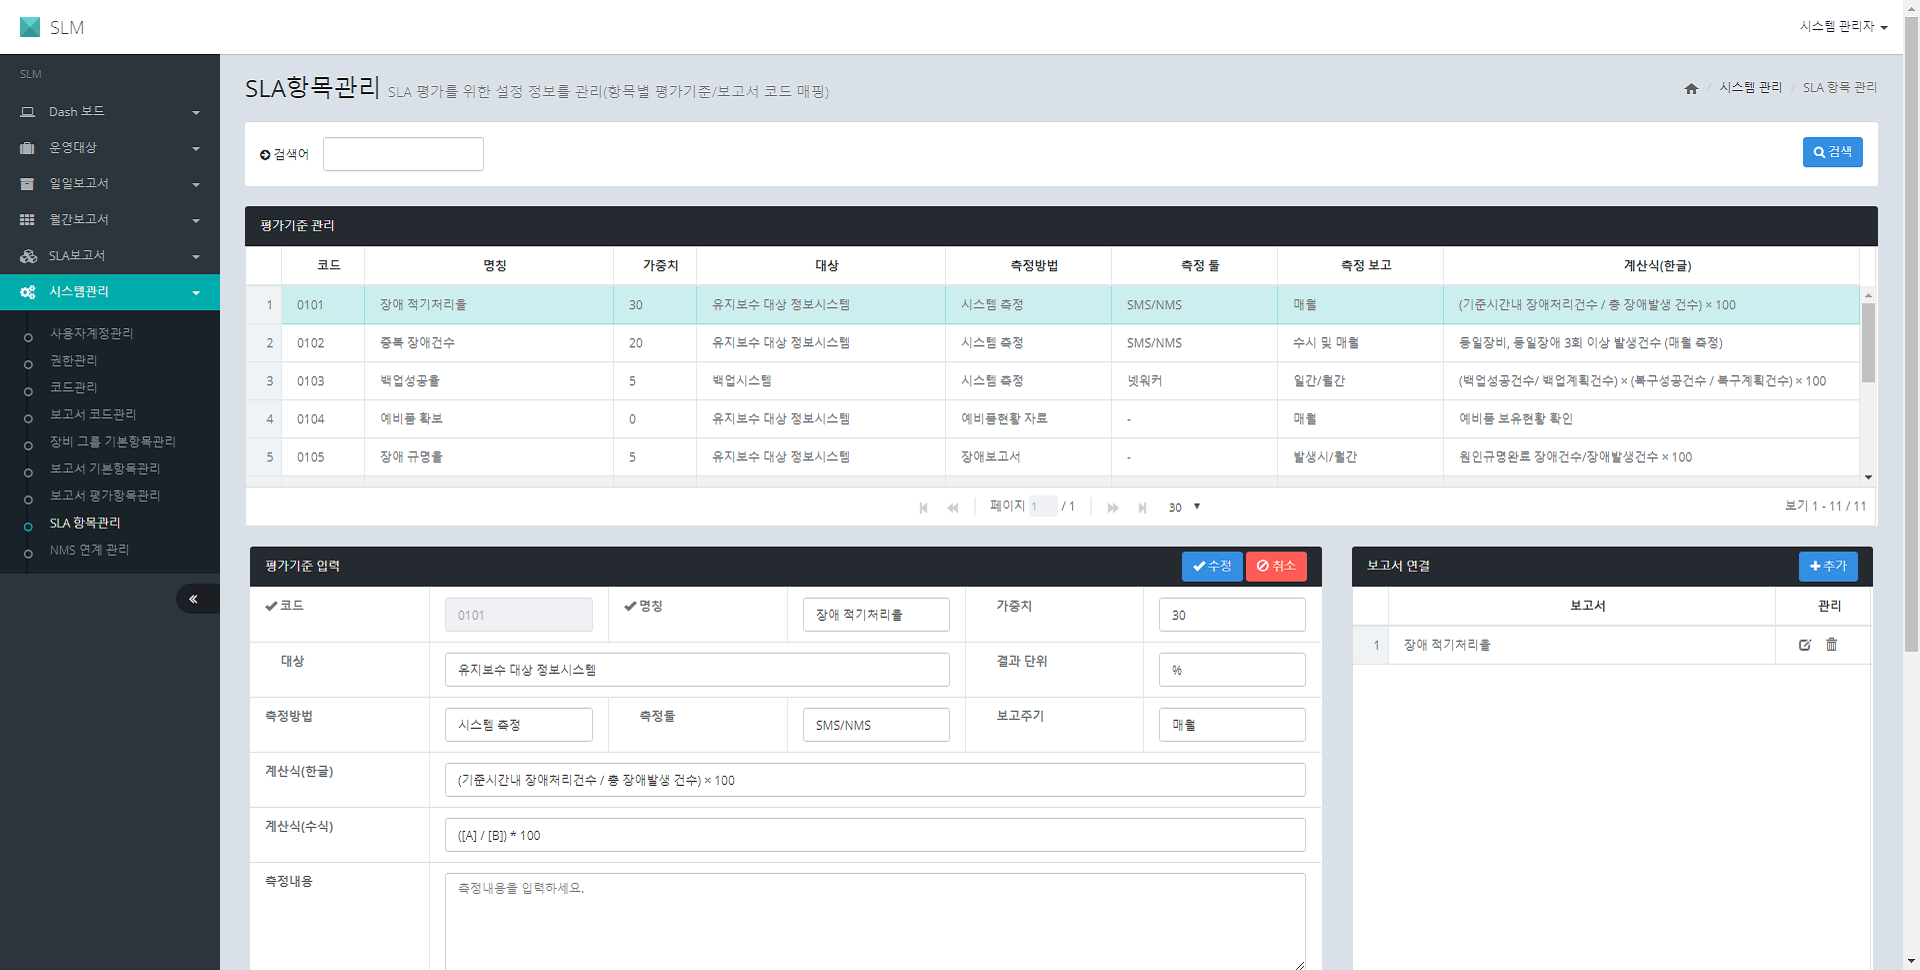 SLM
시스템 관리자
SLM
Dash 보드
운영대상
일일보고서
월간보고서
SLA보고서
시스템관리
사용자계정관리
권한관리
코드관리
보고서 코드관리
장비 그룹 기본항목관리
보고서 기본항목관리
보고서 평가항목관리
SLA 항목관리
NMS 연계 관리
SLA항목관리 SLA 평가를 위한 설정 정보를 관리(항목별 평가기준/보고서 코드 매핑)
/ 시스템 관리 / SLA 항목 관리
검색어
검색
평가기준 관리
코드 명칭 가중치 대상 측정방법 측정 툴 측정 보고 계산식(한글)
1 0101 장애 적기처리율 30 유지보수 대상 정보시스템 시스템 측정 SMS/NMS 매월 (기준시간내 장애처리건수 / 총 장애발생 건수) × 100
2 0102 중복 장애건수 20 유지보수 대상 정보시스템 시스템 측정 SMS/NMS 수시 및 매월 동일장비, 동일장애 3회 이상 발생건수 (매월 측정)
3 0103 백업성공율 5 백업시스템 시스템 측정 넷워커 일간/월간 (백업성공건수/ 백업계획건수) × (복구성공건수 / 복구계획건수) × 100
4 0104 예비품 확보 0 유지보수 대상 정보시스템 예비품현황 자료 - 매월 예비품 보유현황 확인
5 0105 장애 규명율 5 유지보수 대상 정보시스템 장애보고서 - 발생시/월간 원인규명완료 장애건수/장애발생건수 × 100
페이지 1 / 1 30 보기 1 - 11 / 11
평가기준 입력 수정 취소
코드 0101 명칭 장애 적기처리율 가중치 30
대상 유지보수 대상 정보시스템 결과 단위 %
측정방법 시스템 측정 측정툴 SMS/NMS 보고주기 매월
계산식(한글) (기준시간내 장애처리건수 / 총 장애발생 건수) × 100
계산식(수식) ([A] / [B]) * 100
측정내용 측정내용을 입력하세요.
보고서 연결 추가
보고서 관리
1 장애 적기처리율